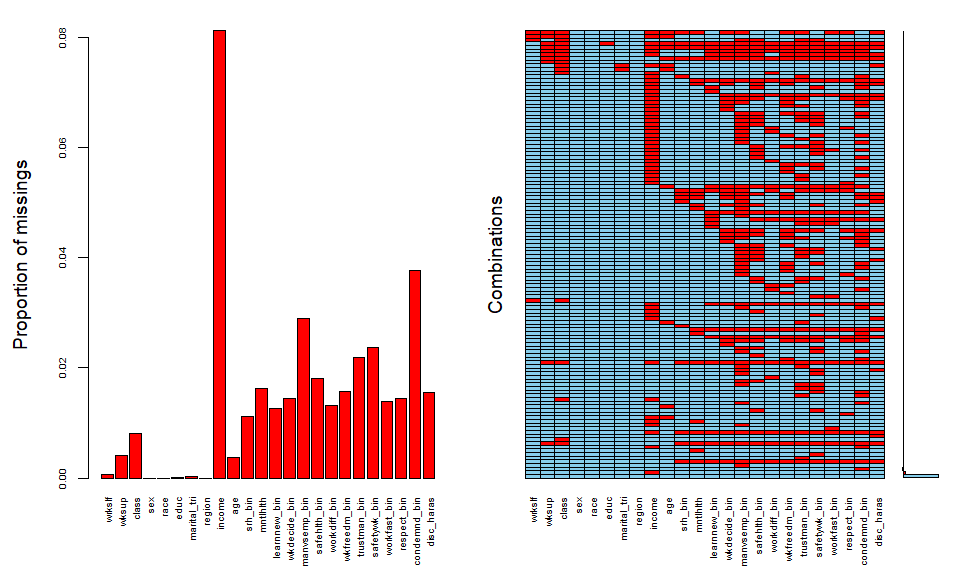 Proportion of missings
0.00
0.02
0.04
0.06
0.08
wrkslf
wksup
class
sex
race
educ
marital_tri
region
income
age
srh_bin
mntlhlth
learnnew_bin
wkdecide_bin
manvsemp_bin
safehlth_bin
workdiff_bin
wkfreedm_bin
trustman_bin
safetywk_bin
workfast_bin
respect_bin
condemnd_bin
disc_haras
Combinations
wrkslf
wksup
class
sex
race
educ
marital_tri
region
income
age
srh_bin
mntlhlth
learnnew_bin
wkdecide_bin
manvsemp_bin
safehlth_bin
workdiff_bin
wkfreedm_bin
trustman_bin
safetywk_bin
workfast_bin
respect_bin
condemnd_bin
disc_haras